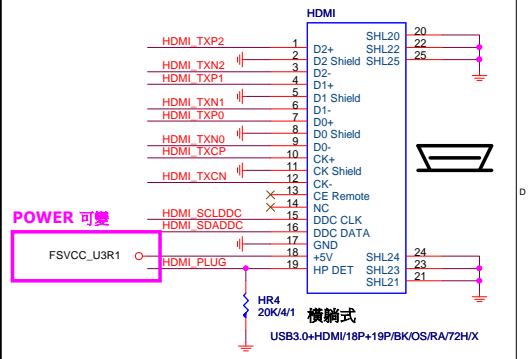 HDMI
HDMI_TXP2 1 D2+ SHL20 20
2 D2 Shield SHL22 22
HDMI_TXN2 3 D2- SHL25 25
HDMI_TXP1 4 D1+
5 D1 Shield
HDMI_TXN1 6 D1-
HDMI_TXP0 7 D0+
8 D0 Shield
HDMI_TXN0 9 D0-
HDMI_TXCP 10 CK+
11 CK Shield
HDMI_TXCN 12 CK-
13 CE Remote
14 NC
HDMI_SCLDDC 15 DDC CLK
HDMI_SDADDC 16 DDC DATA
17 GND
POWER 可變
FSVCC_U3R1 18 +5V SHL24 24
HDMI_PLUG 19 HP DET SHL23 23
SHL21 21
HR4
20K/4/1
橫躺式
USB3.0+HDMI/18P+19P/BK/OS/RA/72H/X
D